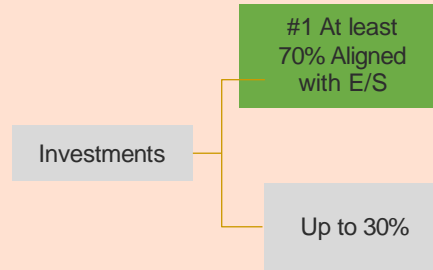 #1 At least
70% Aligned
with E/S
Investments
Up to 30%